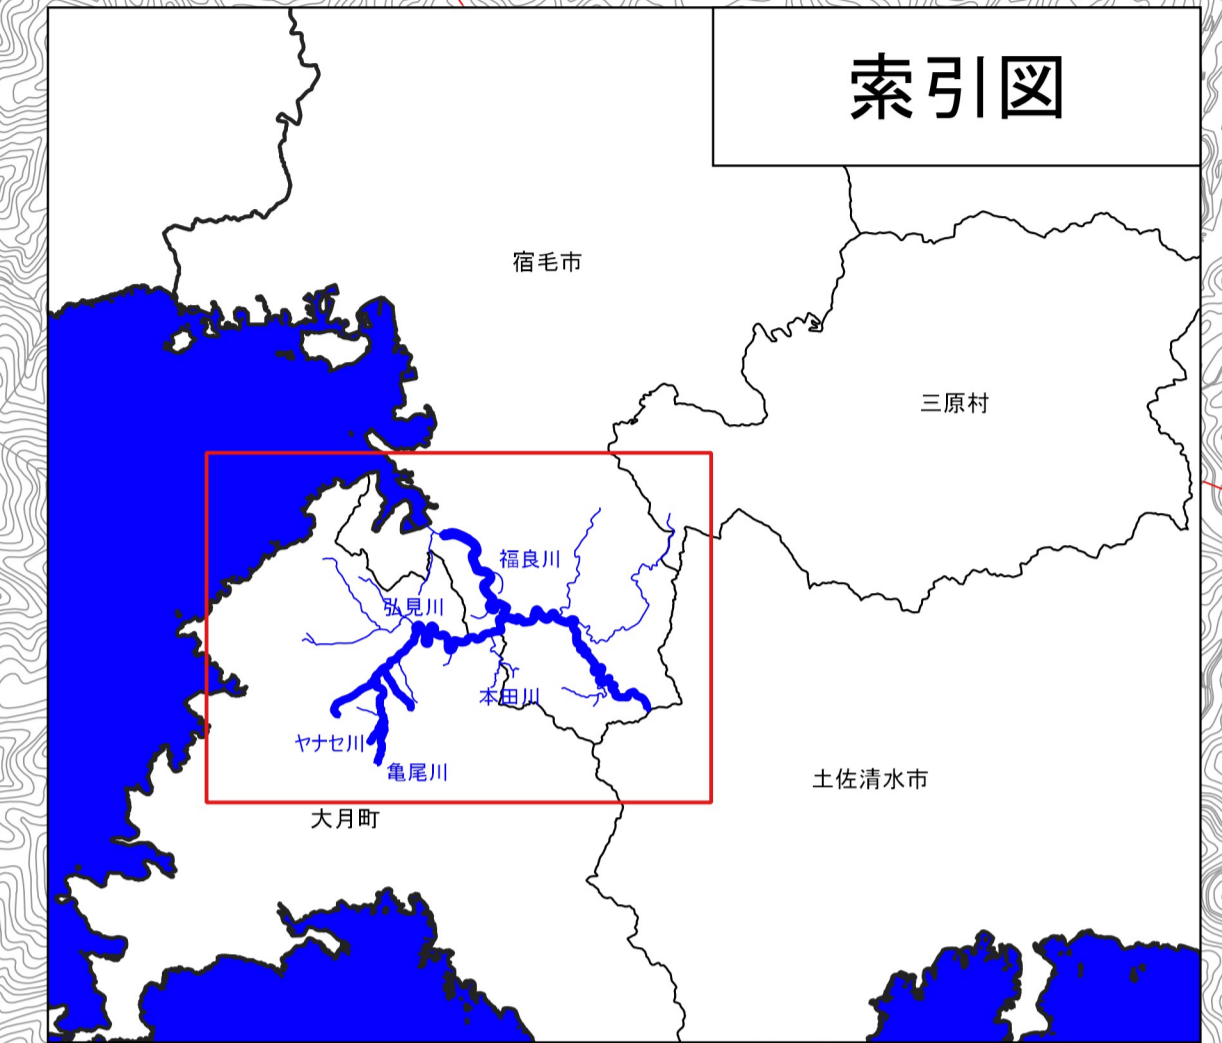 索引図
宿毛市
三原村
福良川
弘見川
本田川
ヤナセ川
亀尾川
土佐清水市
大月町